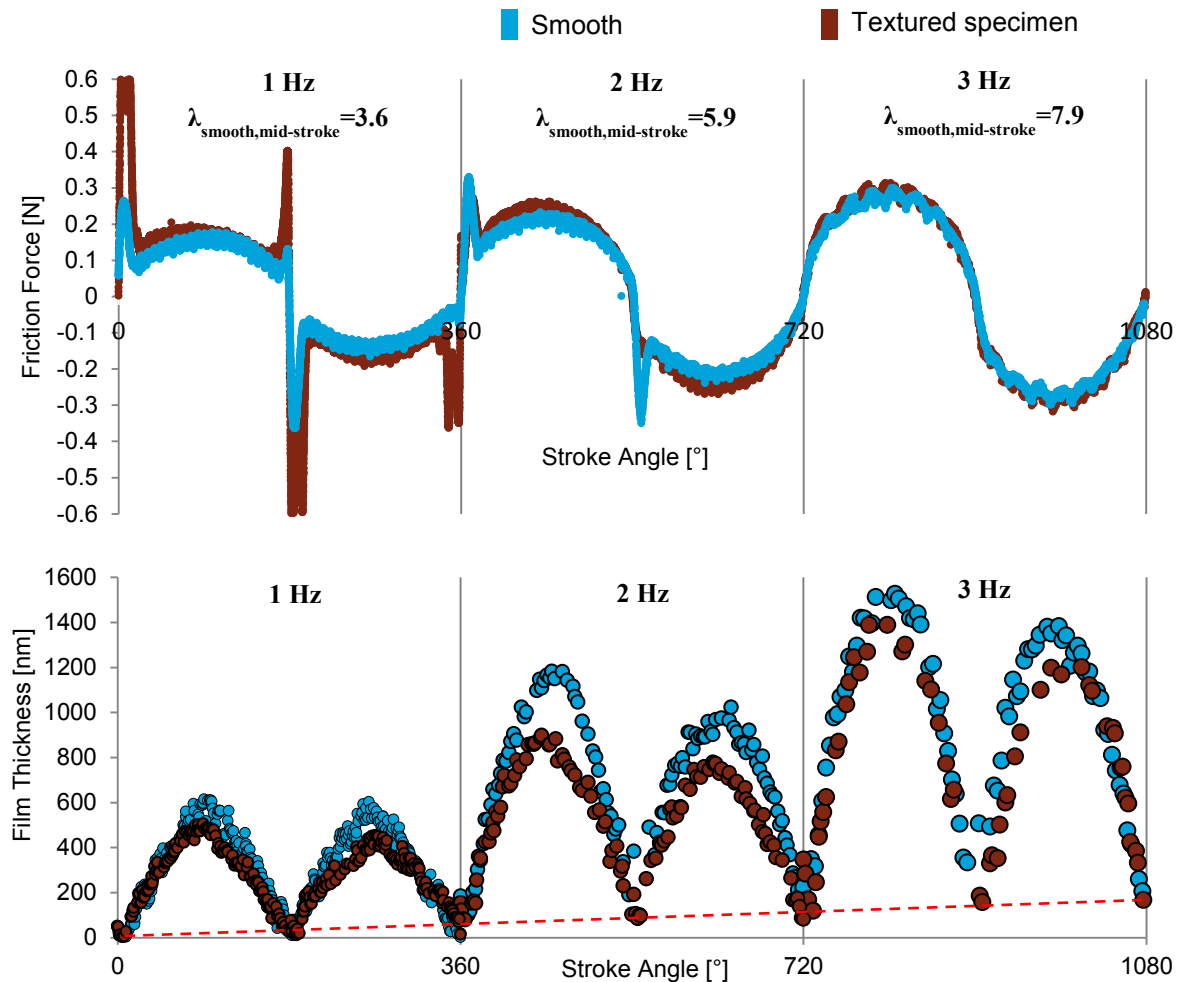 Smooth
Textured specimen
0.6
0.5
0.4
0.3
0.2
0.1
0
-0.1
-0.2
-0.3
-0.4
-0.5
-0.6
Friction Force [N]
1 Hz
λsmooth,mid-stroke=3.6
2 Hz
λsmooth,mid-stroke=5.9
3 Hz
λsmooth,mid-stroke=7.9
0
360
720
1080
Stroke Angle [°]
1600
1400
1200
1000
800
600
400
200
0
Film Thickness [nm]
1 Hz
2 Hz
3 Hz
0
360
720
1080
Stroke Angle [°]